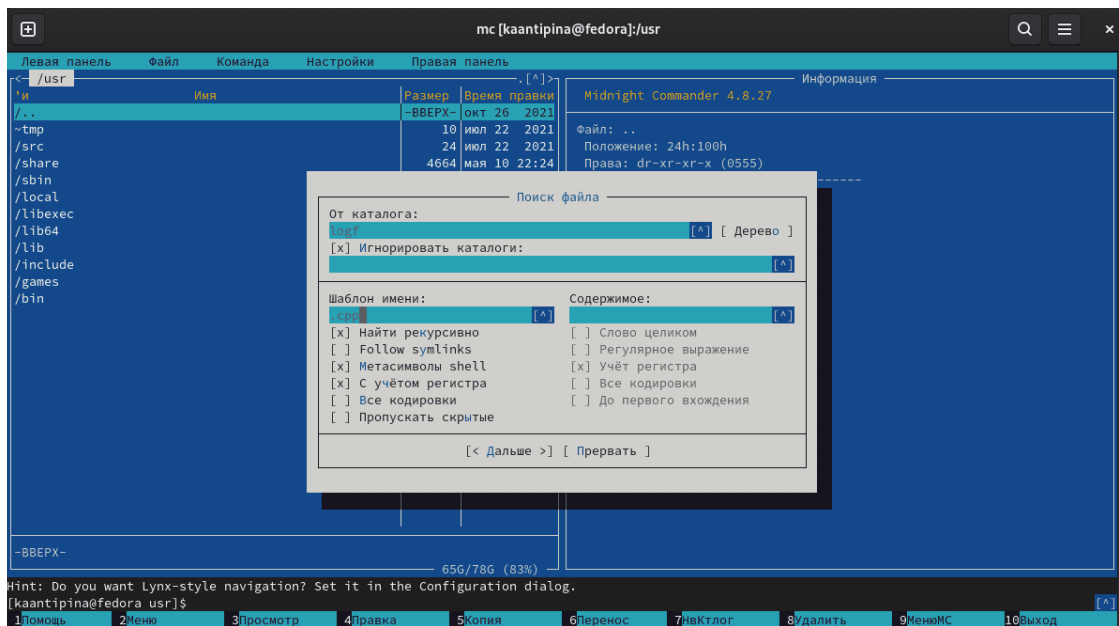 mc [kaantipina@fedora]:/usr
Левая панель Файл Команда Настройки Правая панель
<- /usr .[^]>
'и Имя Размер Время правки
/.. -ВВЕРХ- окт 26 2021
~tmp 10 июл 22 2021
/src 24 июл 22 2021
/share 4664 мая 10 22:24
/sbin
/local
/libexec
/lib64
/lib
/include
/games
/bin
-ВВЕРХ-
65G/78G (83%)
Информация
Midnight Commander 4.8.27
Файл: ..
Положение: 24h:100h
Права: dr-xr-xr-x (0555)
Поиск файла
От каталога:
logf [^] [ Дерево ]
[x] Игнорировать каталоги:
[^]
Шаблон имени:
.cpp [^]
[x] Найти рекурсивно
[ ] Follow symlinks
[x] Метасимволы shell
[x] С учётом регистра
[ ] Все кодировки
[ ] Пропускать скрытые
Содержимое:
[^]
[ ] Слово целиком
[ ] Регулярное выражение
[x] Учёт регистра
[ ] Все кодировки
[ ] До первого вхождения
[< Дальше >] [ Прервать ]
Hint: Do you want Lynx-style navigation? Set it in the Configuration dialog.
[kaantipina@fedora usr]$ [^]
1Помощь 2Меню 3Просмотр 4Правка 5Копия 6Перенос 7НвКтлог 8Удалить 9МенюМС 10Выход